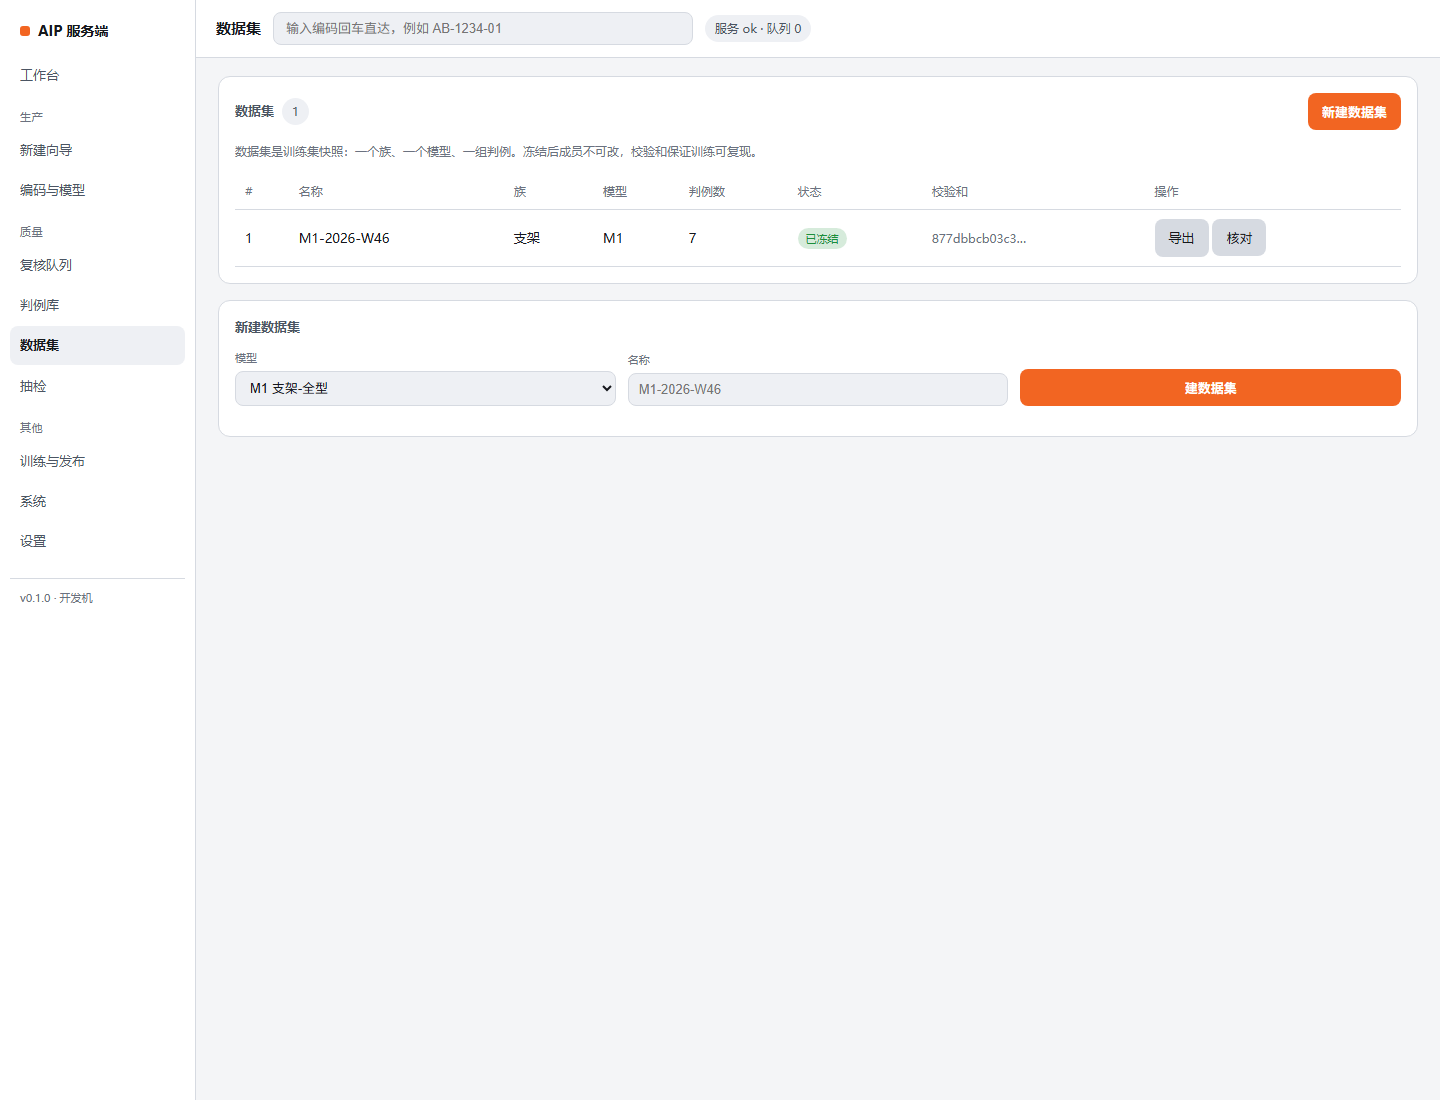 AIP 服务端
工作台
生产
新建向导
编码与模型
质量
复核队列
判例库
数据集
抽检
其他
训练与发布
系统
设置
v0.1.0 · 开发机
数据集
输入编码回车直达，例如 AB-1234-01
服务 ok · 队列 0
数据集 1
新建数据集
数据集是训练集快照：一个族、一个模型、一组判例。冻结后成员不可改，校验和保证训练可复现。
# 名称 族 模型 判例数 状态 校验和 操作
1 M1-2026-W46 支架 M1 7 已冻结 877dbbcb03c3... 导出 核对
新建数据集
模型 名称
M1 支架-全型 M1-2026-W46 建数据集